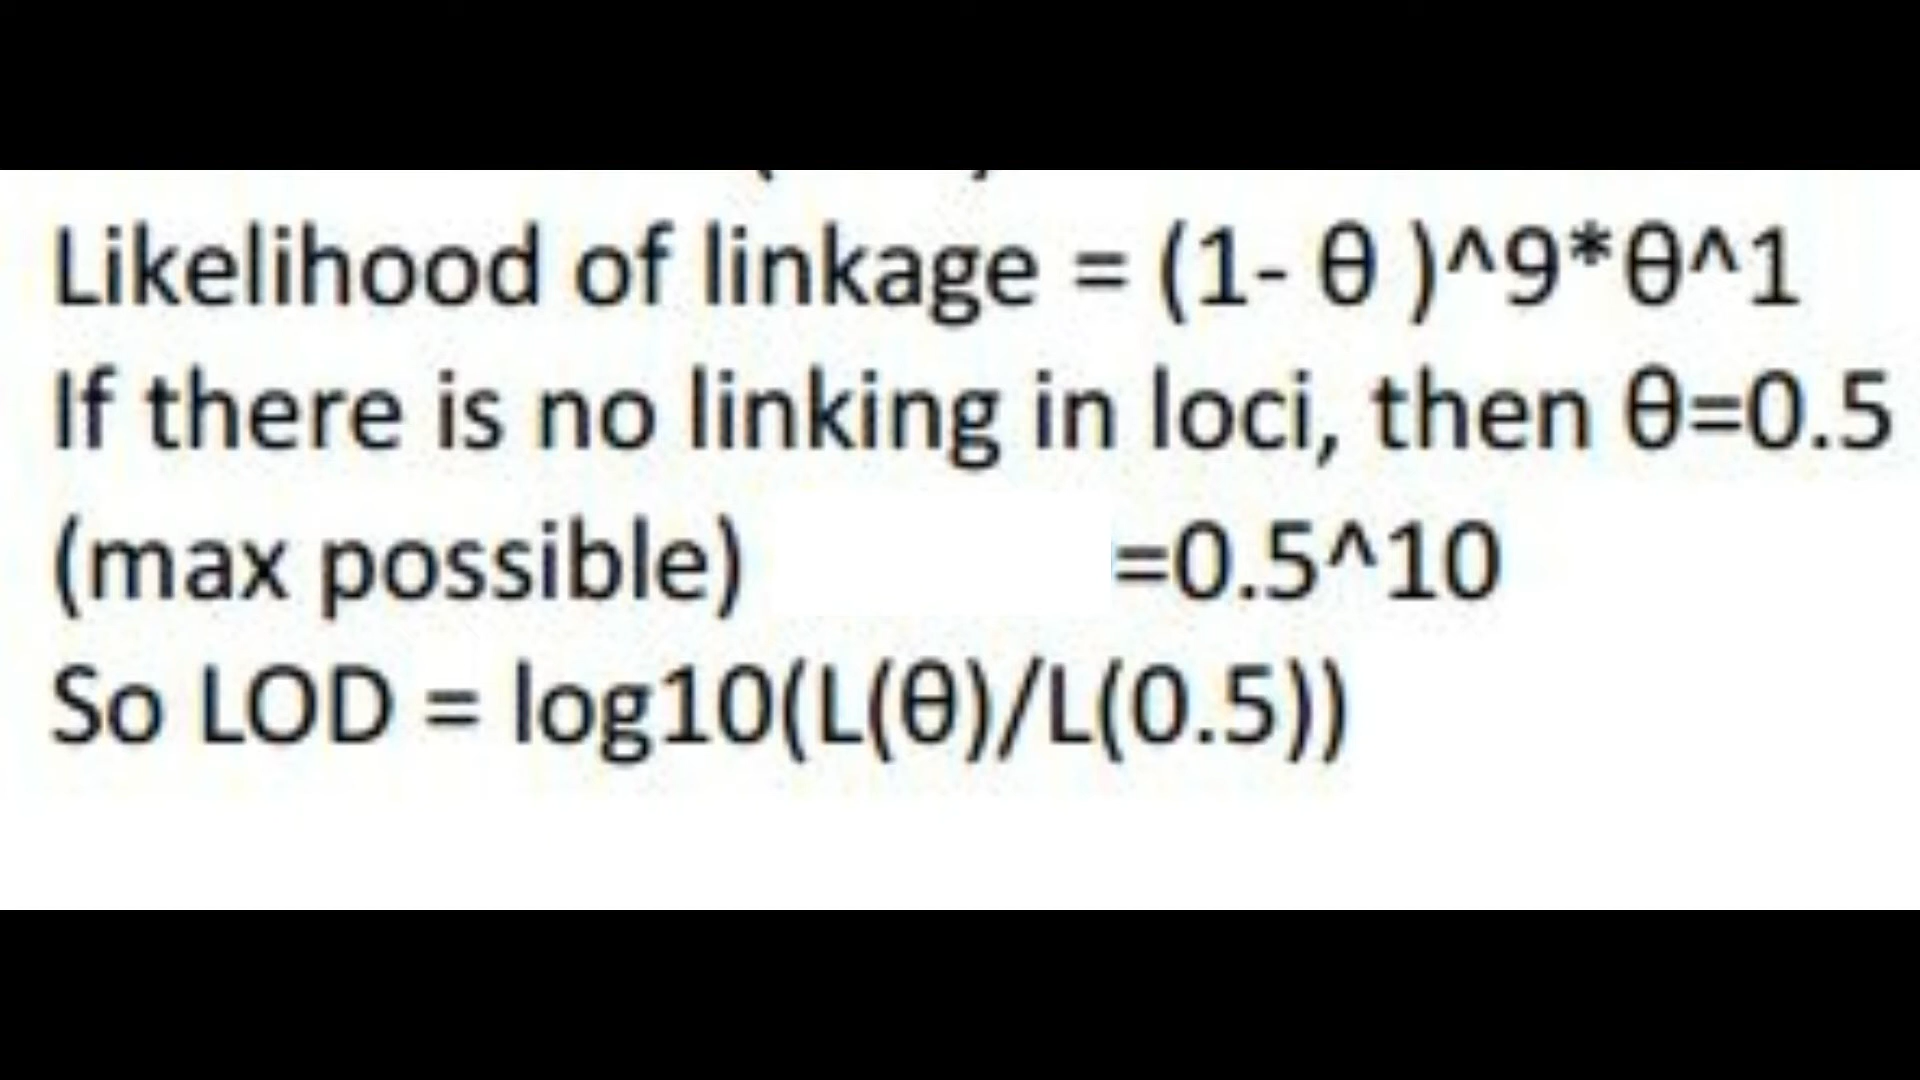 Likelihood of linkage = (1- θ )^9*θ^1
If there is no linking in loci, then θ=0.5
(max possible) =0.5^10
So LOD = log10(L(θ)/L(0.5))